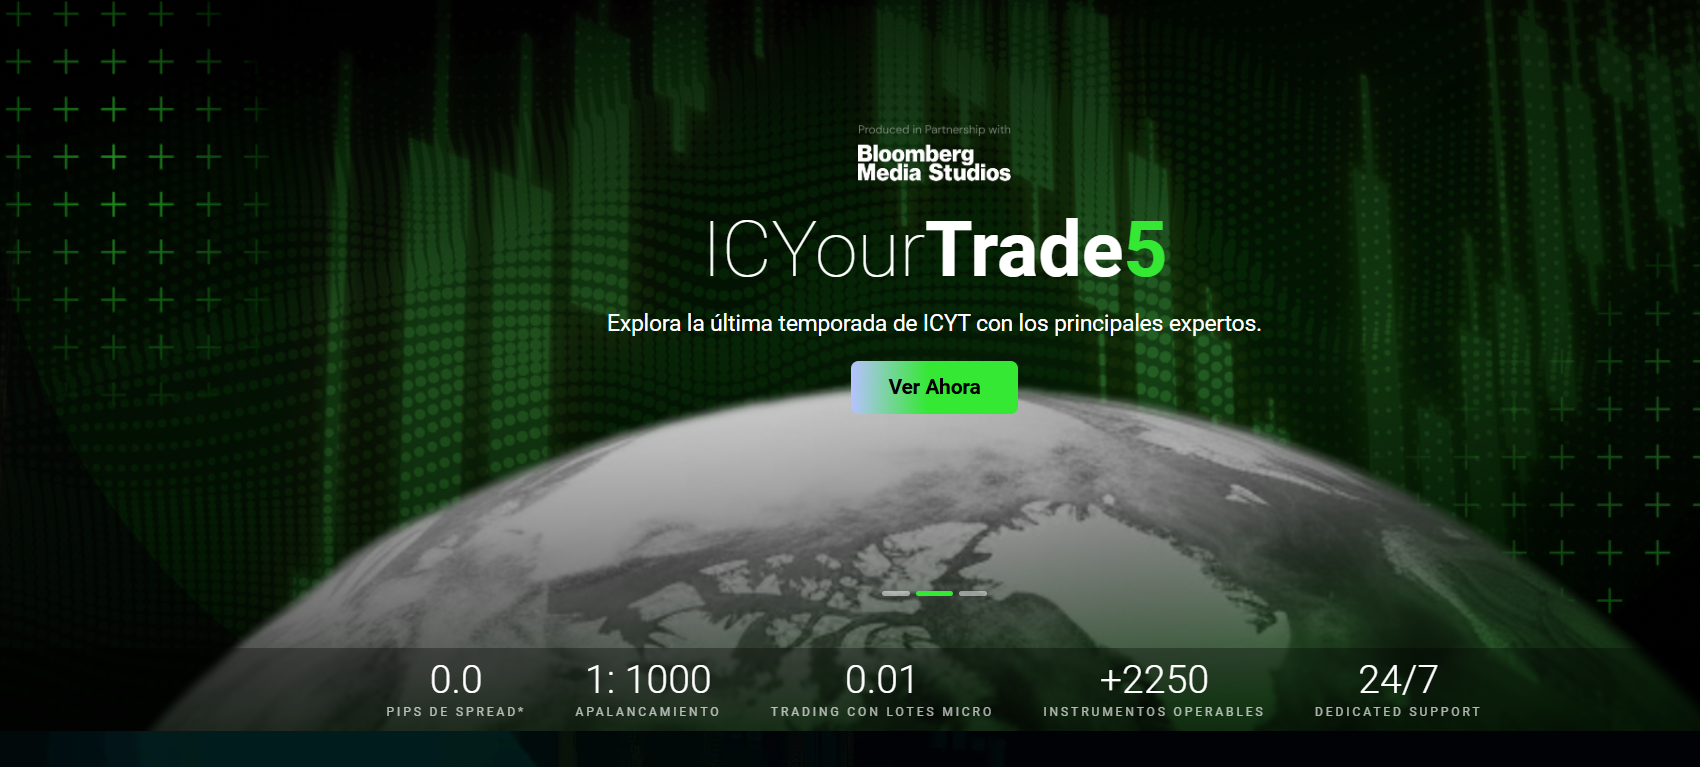 Produced in Partnership with
Bloomberg
Media Studios
ICYourTrade5
Explora la última temporada de ICYT con los principales expertos.
Ver Ahora
0.0
PIPS DE SPREAD*
1: 1000
APALANCAMIENTO
0.01
TRADING CON LOTES MICRO
+2250
INSTRUMENTOS OPERABLES
24/7
DEDICATED SUPPORT